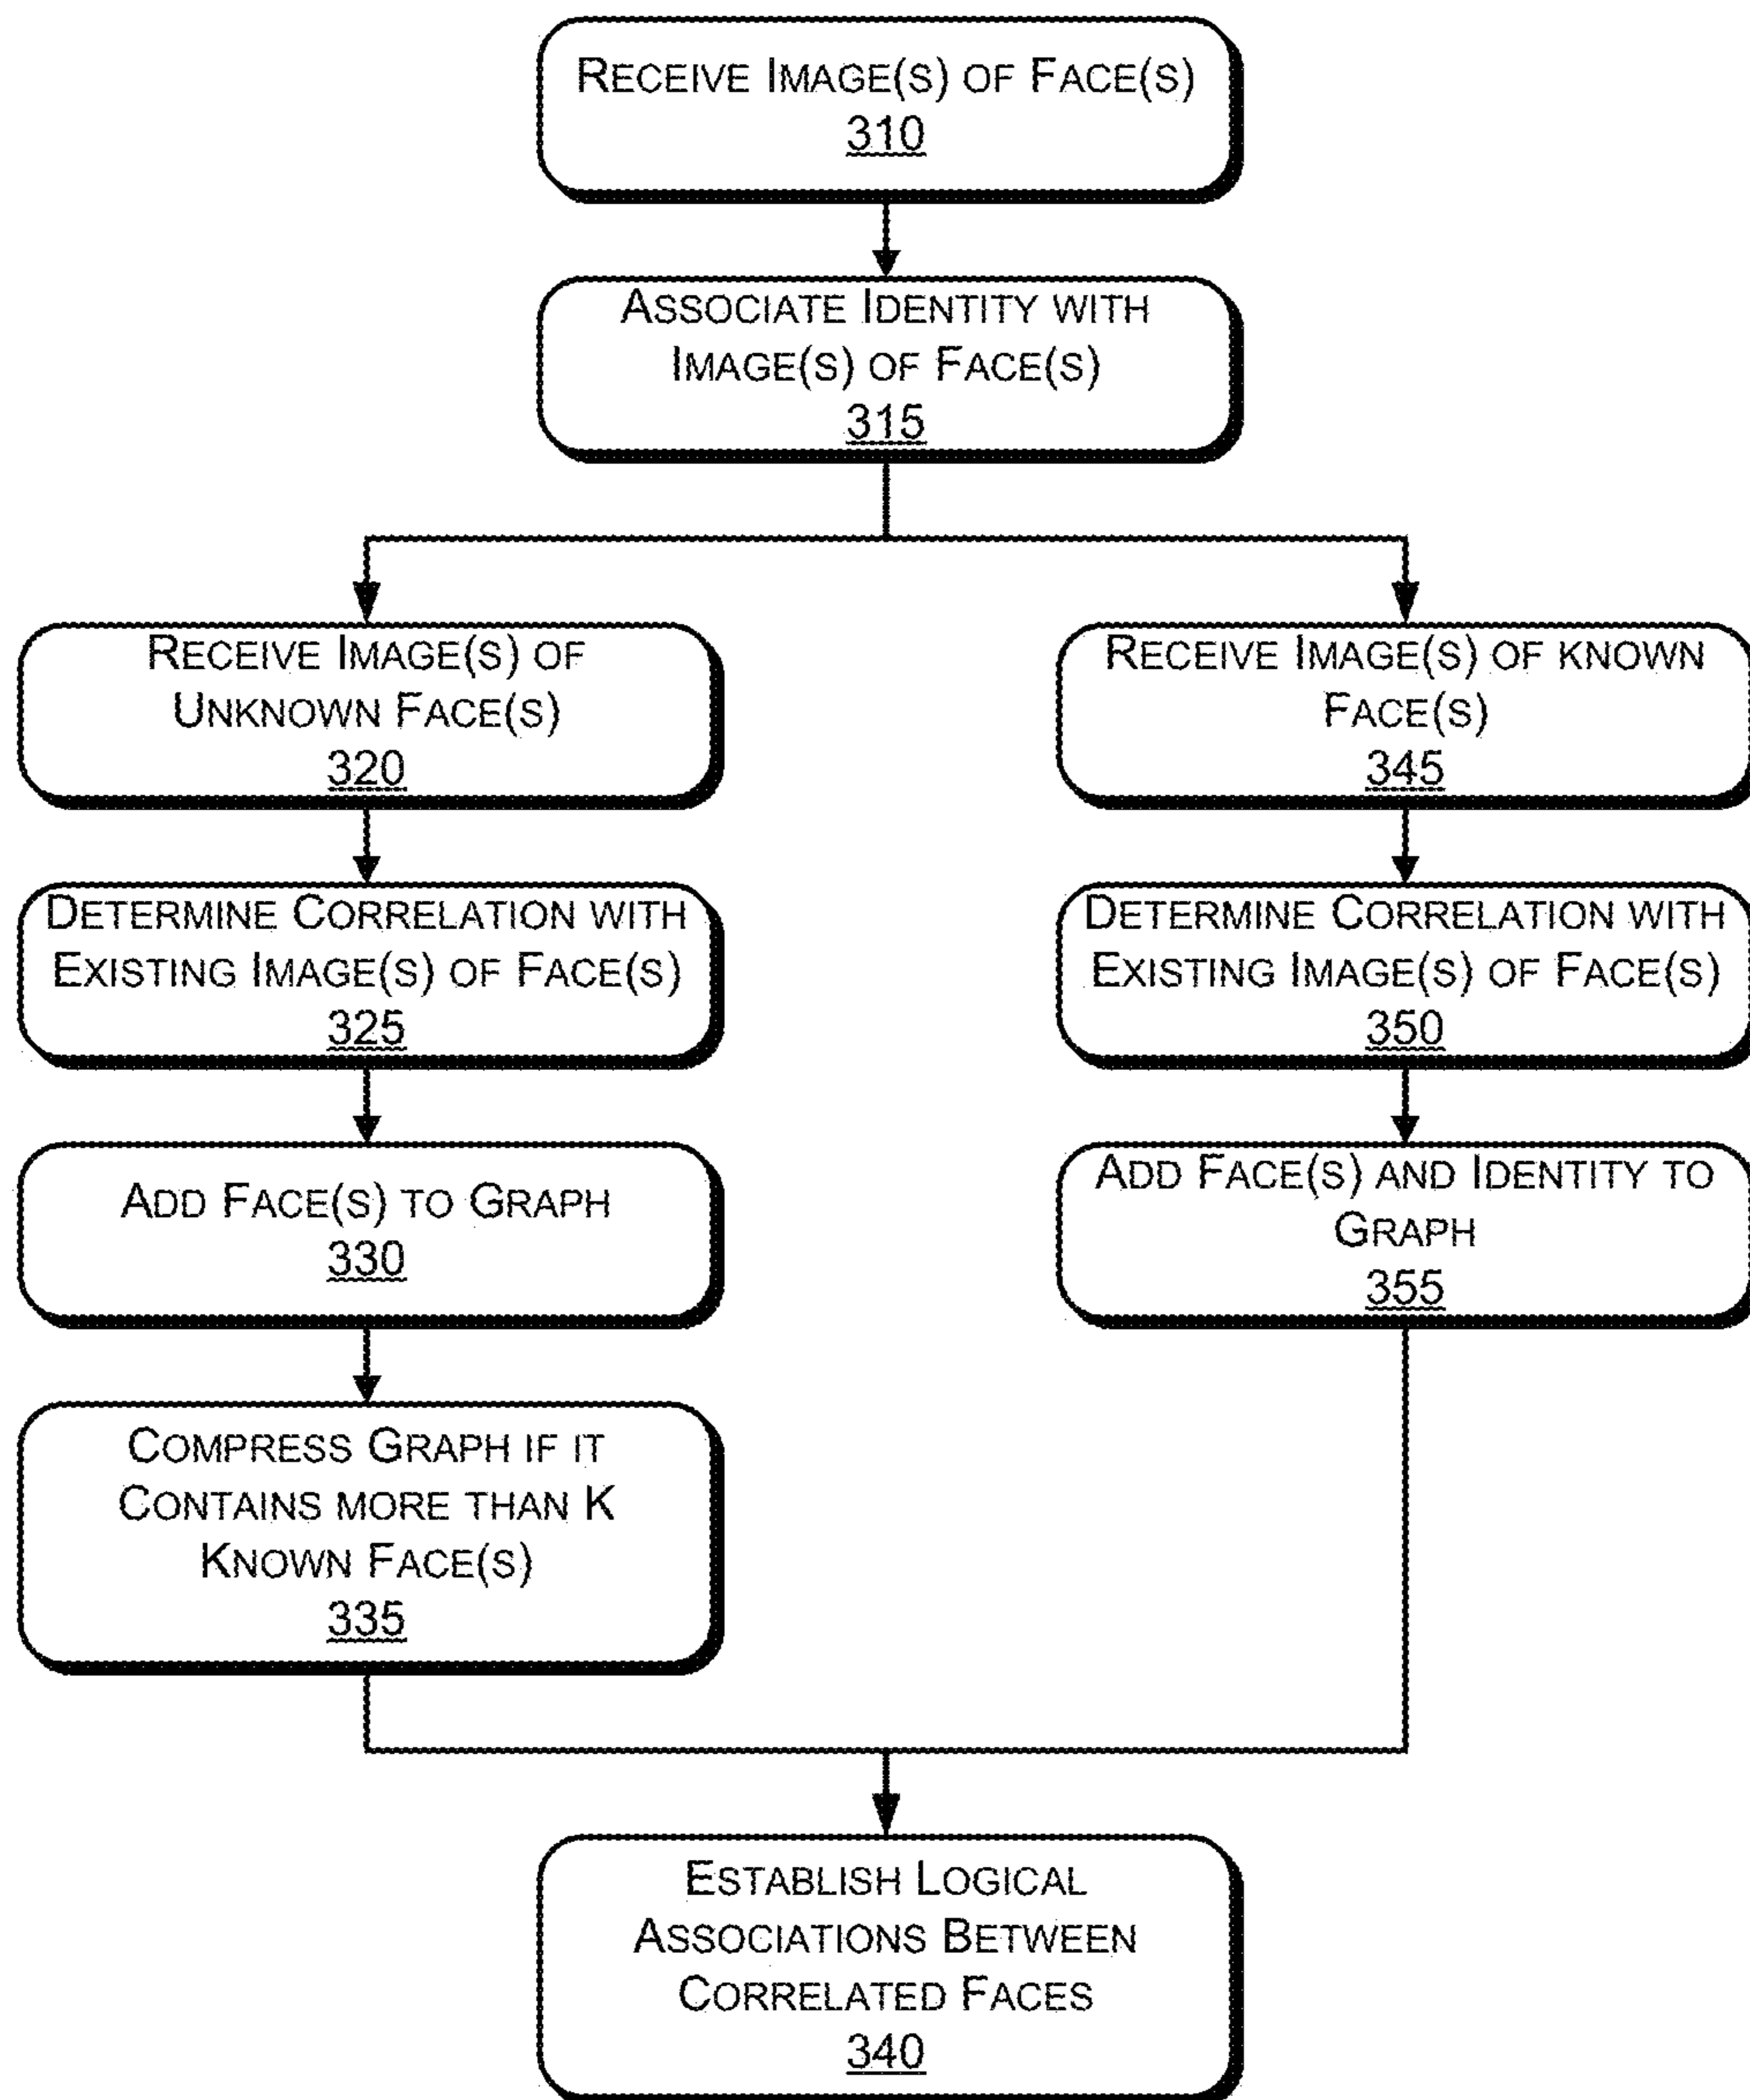 RECEIVE IMAGE(S) OF FACE(S)
310
ASSOCIATE IDENTITY WITH
IMAGE(S) OF FACE(S)
315
RECEIVE IMAGE(S) OF
UNKNOWN FACE(S)
320
RECEIVE IMAGE(S) OF KNOWN
FACE(S)
345
DETERMINE CORRELATION WITH
EXISTING IMAGE(S) OF FACE(S)
325
DETERMINE CORRELATION WITH
EXISTING IMAGE(S) OF FACE(S)
350
ADD FACE(S) TO GRAPH
330
ADD FACE(S) AND IDENTITY TO
GRAPH
355
COMPRESS GRAPH IF IT
CONTAINS MORE THAN K
KNOWN FACE(S)
335
ESTABLISH LOGICAL
ASSOCIATIONS BETWEEN
CORRELATED FACES
340